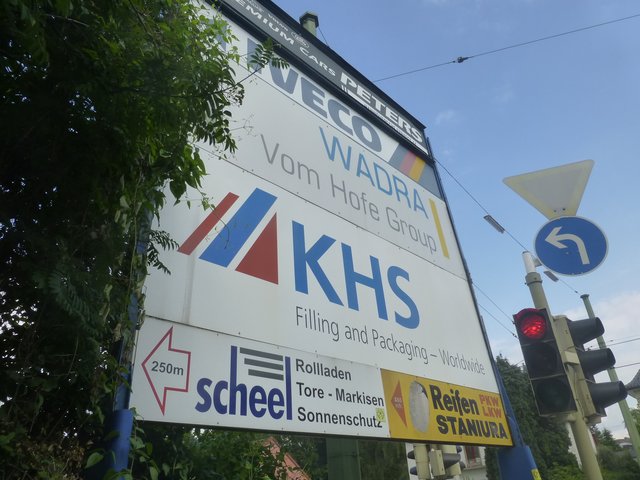 PREMIUM CARS PETERS
IVECO
WADRA
Vom Hofe Group
KHS
Filling and Packaging – Worldwide
250m
scheel
Rollladen
Tore - Markisen
Sonnenschutz
Reifen PKW
LKW
STANIURA